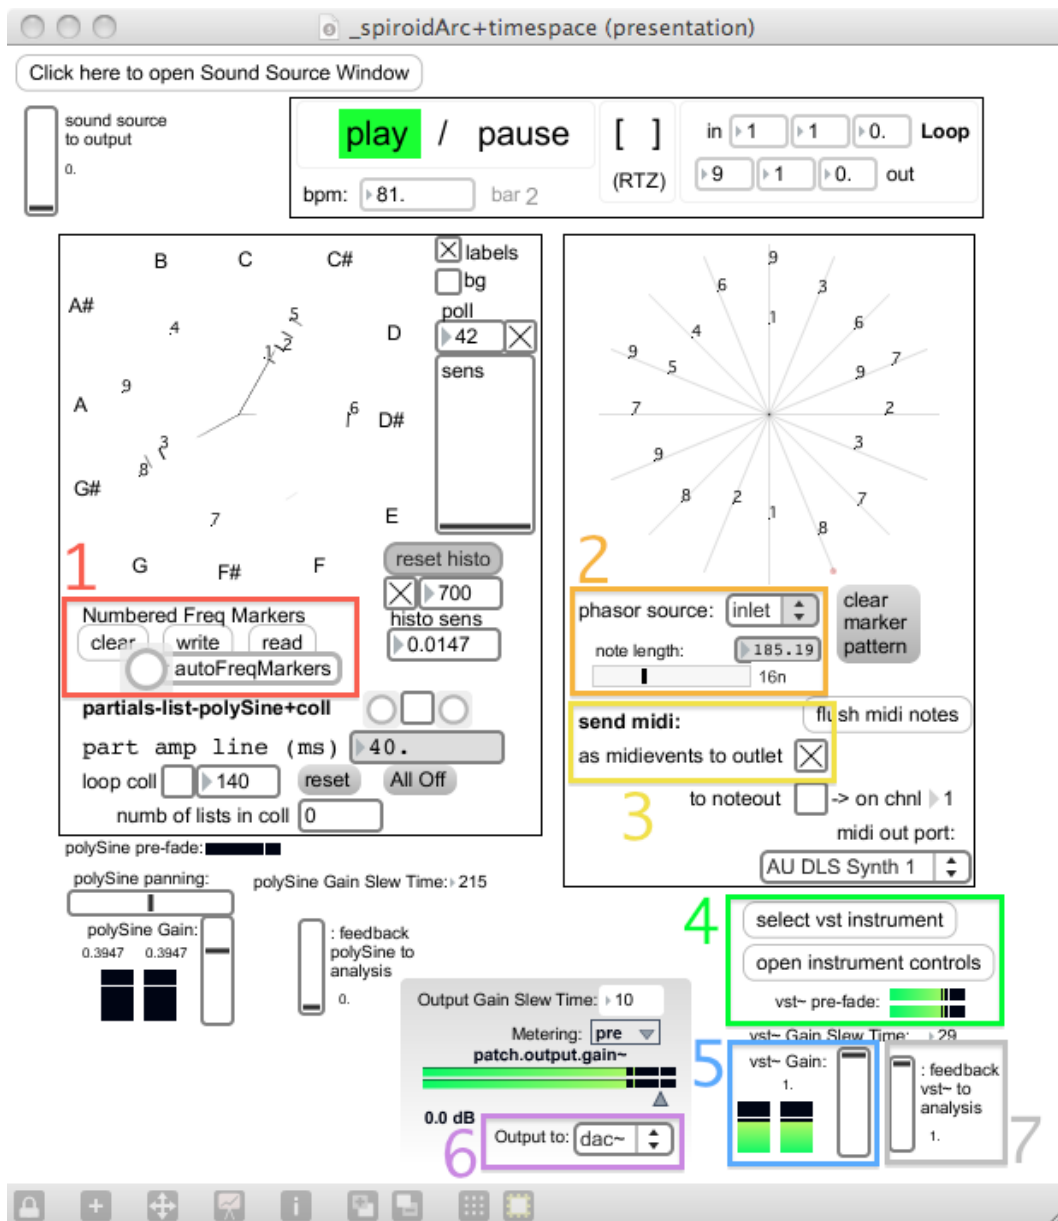 _spiroidArc+timespace (presentation)
Click here to open Sound Source Window
sound source
to output
0.
play / pause
[ ]
(RTZ)
in 1 1 0. Loop
9 1 0. out
bpm: 81. bar 2
B C C#
A# D
A D#
G# E
G F# F
.4 .5 .1 .2 .9 .6 .3 .8 .7
labels
bg
poll
42
sens
reset histo
700
histo sens
0.0147
1
Numbered Freq Markers
clear write read
autoFreqMarkers
partials-list-polySine+coll
part amp line (ms) 40.
loop coll 140 reset All Off
numb of lists in coll 0
9
.6 .3
.1
.4 .6
9 .7
.5 .9
.7 .2
.3
.9
.8 .2 .7
.1
.8
2
phasor source: inlet
note length: 185.19
16n
clear
marker
pattern
send midi:
flush midi notes
as midievents to outlet
3
to noteout -> on chnl 1
midi out port:
AU DLS Synth 1
polySine pre-fade:
polySine panning:
polySine Gain Slew Time: 215
polySine Gain:
0.3947 0.3947
: feedback
polySine to
analysis
0.
4
select vst instrument
open instrument controls
vst~ pre-fade:
vst~ Gain Slew Time: 29
Output Gain Slew Time: 10
Metering: pre
patch.output.gain~
0.0 dB
6
Output to: dac~
5
vst~ Gain:
1.
: feedback
vst~ to
analysis
1.
7